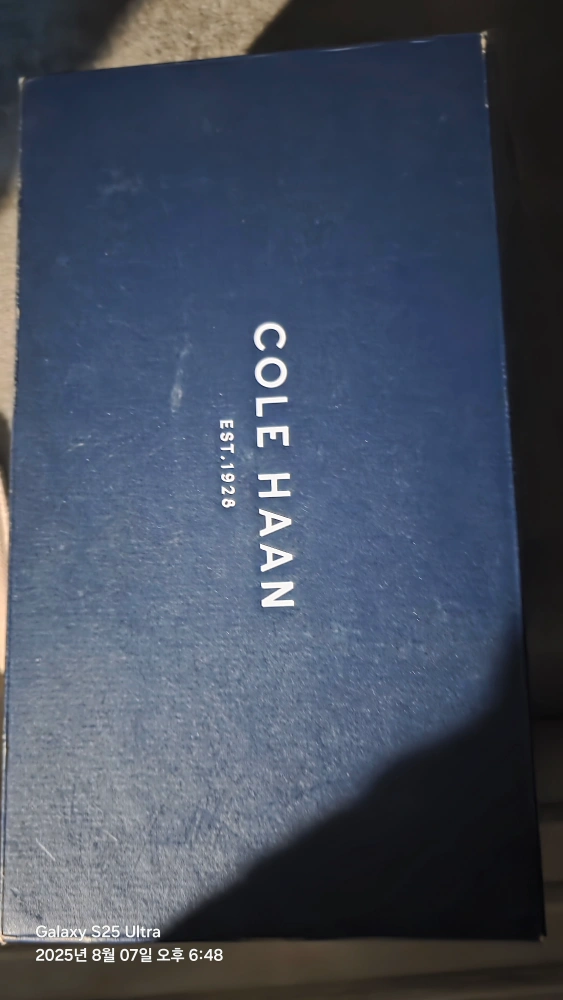 COLE HAAN
EST.1928
Galaxy S25 Ultra
2025년 8월 07일 오후 6:48